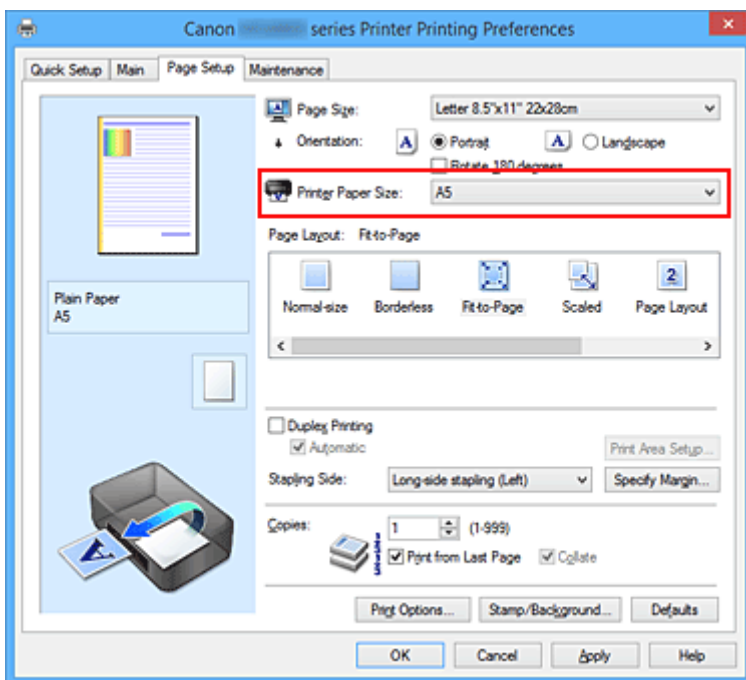 Canon series Printer Printing Preferences
Quick Setup Main Page Setup Maintenance
Page Size: Letter 8.5"x11" 22x28cm
Orientation: A Portrait A Landscape
Rotate 180 degrees
Printer Paper Size: A5
Page Layout: Fit-to-Page
2
Normal-size Borderless Fit-to-Page Scaled Page Layout
Plain Paper
A5
Duplex Printing
Automatic
Print Area Setup...
Stapling Side: Long-side stapling (Left) Specify Margin...
Copies: 1 (1-999)
Print from Last Page Collate
A
Print Options... Stamp/Background... Defaults
OK Cancel Apply Help